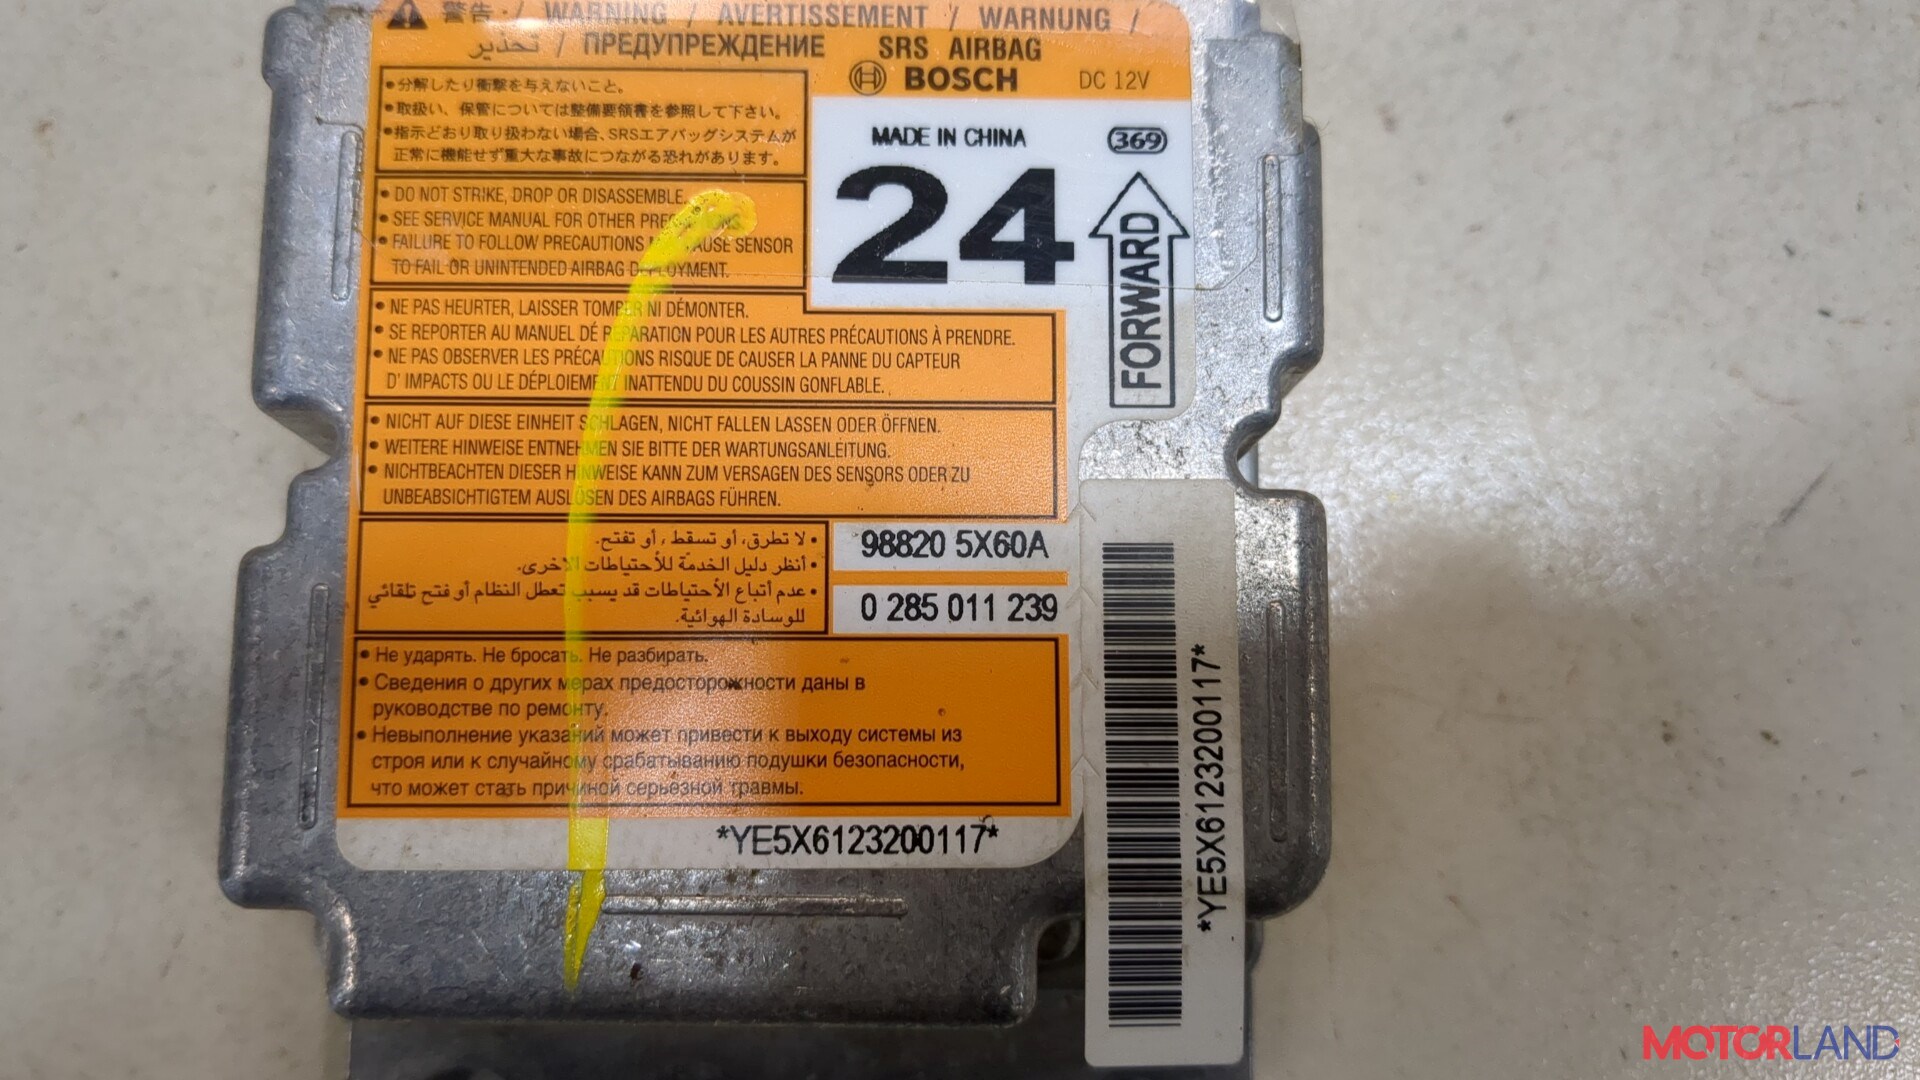 警告 / WARNING / AVERTISSEMENT / WARNUNG /
تحذير / ПРЕДУПРЕЖДЕНИЕ SRS AIRBAG
BOSCH DC 12V
•分解したり衝撃を与えないこと。
•取扱い、保管については整備要領書を参照して下さい。
•指示どおり取り扱わない場合、SRSエアバッグシステムが
正常に機能せず重大な事故につながる恐れがあります。
MADE IN CHINA
369
24
FORWARD
• DO NOT STRIKE, DROP OR DISASSEMBLE.
• SEE SERVICE MANUAL FOR OTHER PRECAUTIONS.
• FAILURE TO FOLLOW PRECAUTIONS MAY CAUSE SENSOR
TO FAIL OR UNINTENDED AIRBAG DEPLOYMENT.
• NE PAS HEURTER, LAISSER TOMBER NI DÉMONTER.
• SE REPORTER AU MANUEL DÉ REPARATION POUR LES AUTRES PRÉCAUTIONS À PRENDRE.
• NE PAS OBSERVER LES PRÉCAUTIONS RISQUE DE CAUSER LA PANNE DU CAPTEUR
D' IMPACTS OU LE DÉPLOIEMENT INATTENDU DU COUSSIN GONFLABLE.
• NICHT AUF DIESE EINHEIT SCHLAGEN, NICHT FALLEN LASSEN ODER ÖFFNEN.
• WEITERE HINWEISE ENTNEHMEN SIE BITTE DER WARTUNGSANLEITUNG.
• NICHTBEACHTEN DIESER HINWEISE KANN ZUM VERSAGEN DES SENSORS ODER ZU
UNBEABSICHTIGTEM AUSLÖSEN DES AIRBAGS FÜHREN.
• لا تطرق، أو تسقط ، أو تفتح.
• أنظر دليل الخدمة للأحتياطات الاخرى.
• عدم أتباع الأحتياطات قد يسبب تعطل النظام أو فتح تلقائي
للوسادة الهوائية.
98820 5X60A
0 285 011 239
• Не ударять. Не бросать. Не разбирать.
• Сведения о других мерах предосторожности даны в
руководстве по ремонту.
• Невыполнение указаний может привести к выходу системы из
строя или к случайному срабатыванию подушки безопасности,
что может стать причиной серьезной травмы.
*YE5X6123200117*
*YE5X6123200117*
MOTORLAND